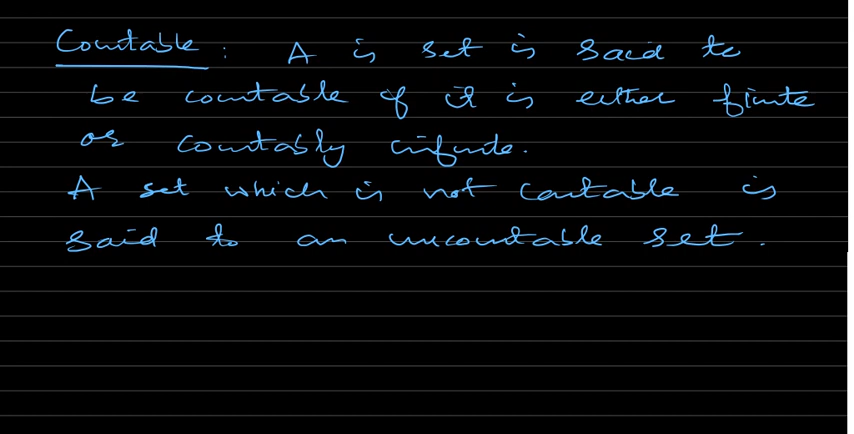 Countable : A is set is said to
be countable if it is either finite
or countably infinite.
A set which is not countable is
said to an uncountable set.